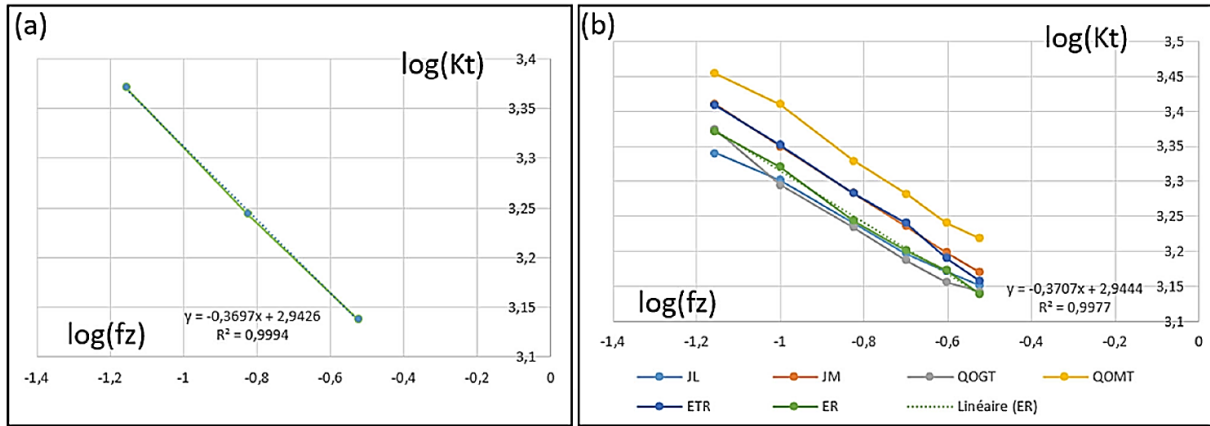 (a)
log(Kt)
3,4
3,35
3,3
3,25
3,2
3,15
3,1
log(fz)
y = -0,3697x + 2,9426
R² = 0,9994
-1,4 -1,2 -1 -0,8 -0,6 -0,4 -0,2 0
(b)
log(Kt)
3,5
3,45
3,4
3,35
3,3
3,25
3,2
3,15
3,1
log(fz)
y = -0,3707x + 2,9444
R² = 0,9977
-1,4 -1,2 -1 -0,8 -0,6 -0,4 -0,2 0
JL JM QOGT QOMT
ETR ER Linéaire (ER)